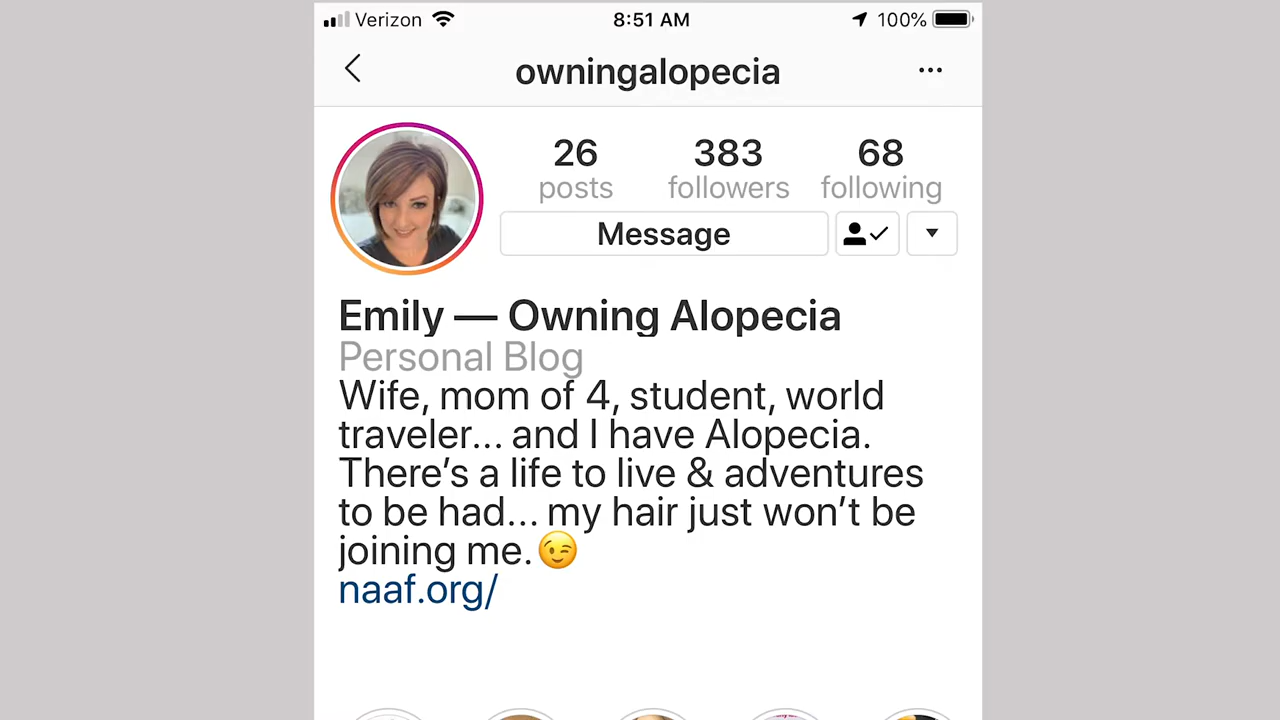 Verizon 8:51 AM 100%
owningalopecia
26 383 68
posts followers following
Message
Emily — Owning Alopecia
Personal Blog
Wife, mom of 4, student, world
traveler... and I have Alopecia.
There’s a life to live & adventures
to be had... my hair just won’t be
joining me.😉
naaf.org/